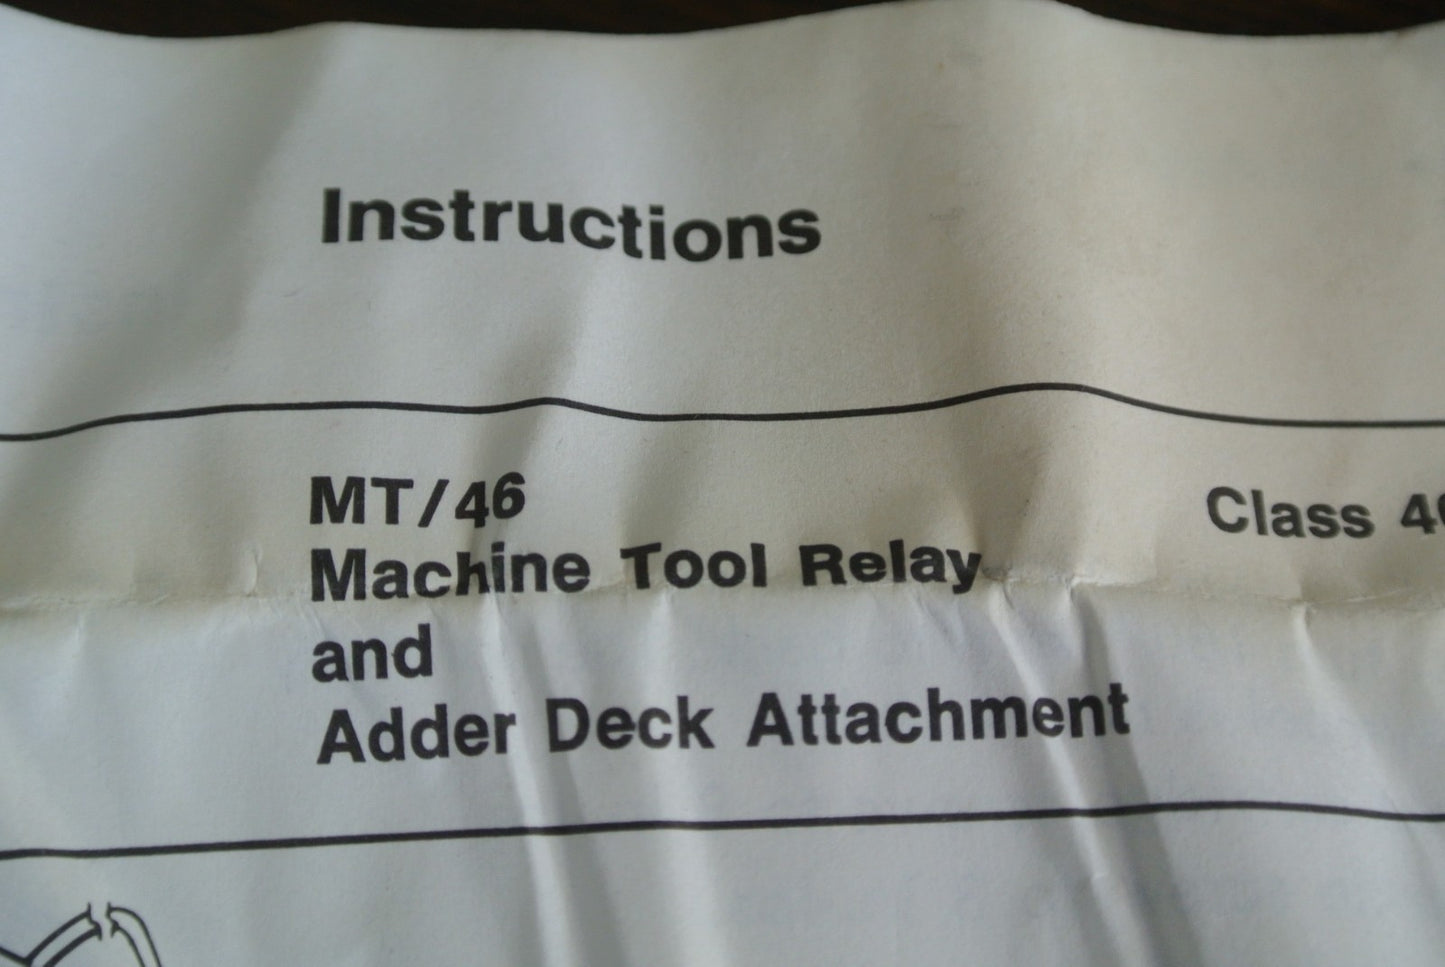 Instructions
MT/46
Class
Machine Tool Relay
and
Adder Deck Attachment